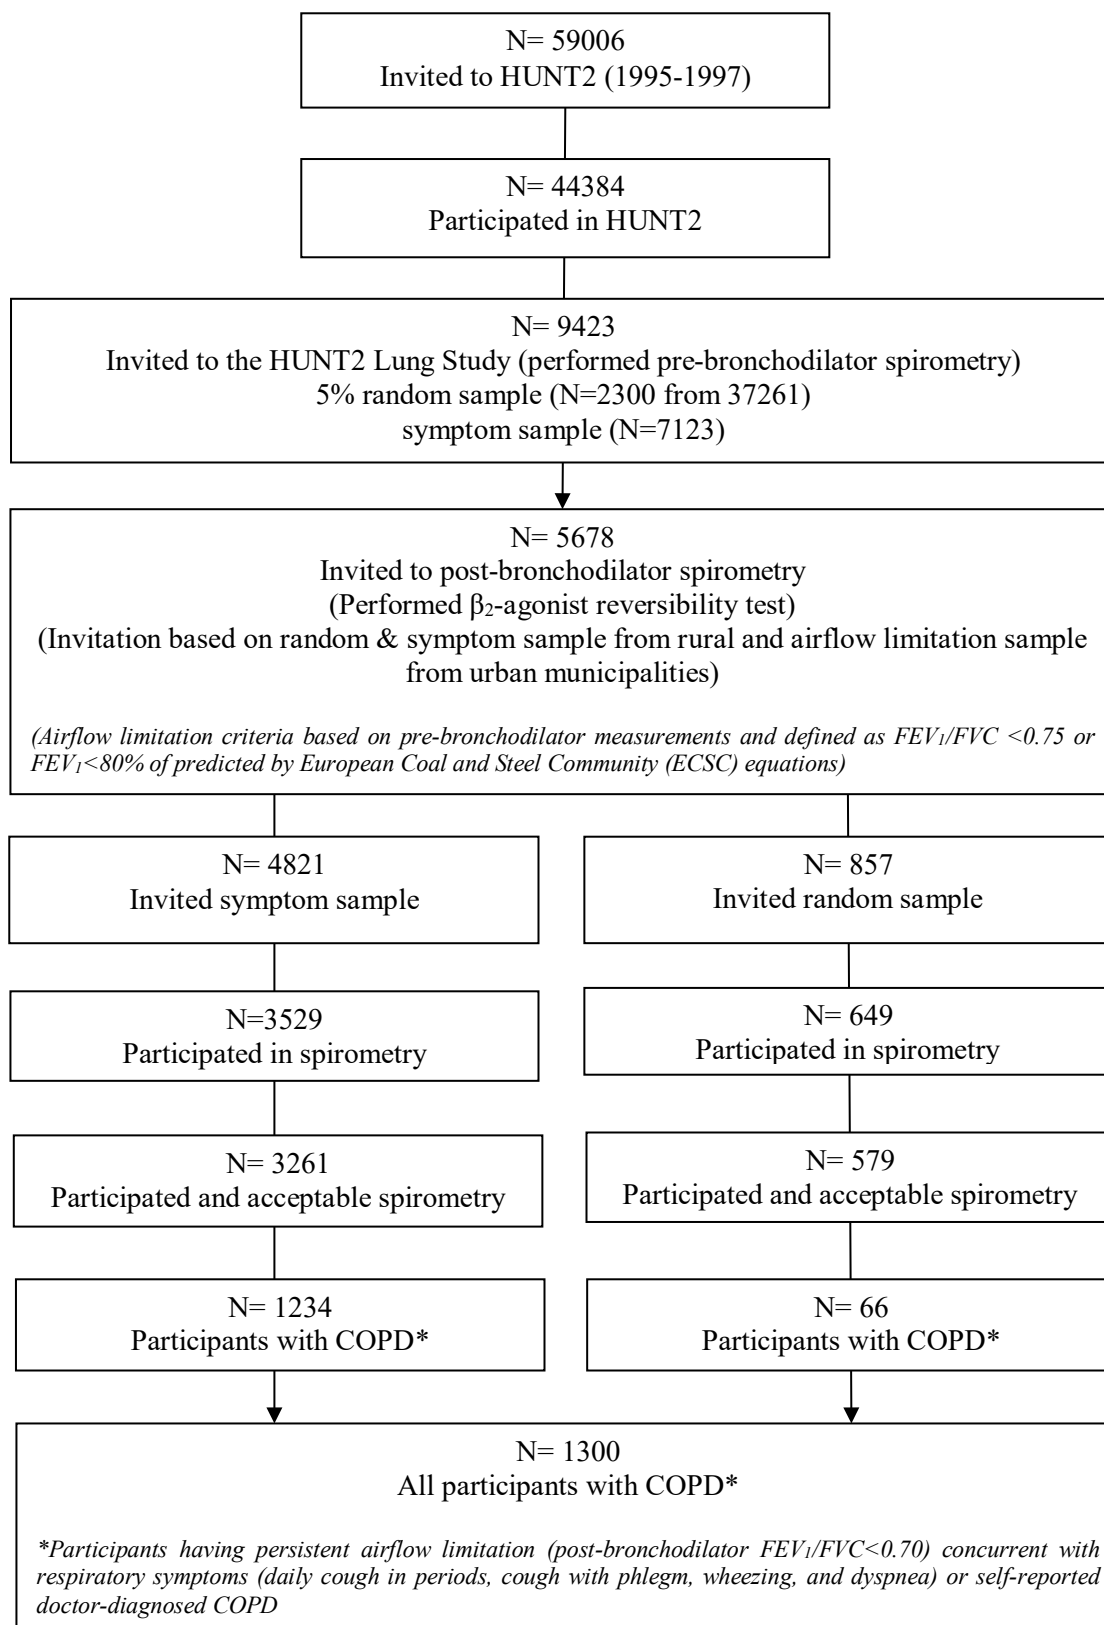 N= 59006
Invited to HUNT2 (1995-1997)
N= 44384
Participated in HUNT2
N= 9423
Invited to the HUNT2 Lung Study (performed pre-bronchodilator spirometry)
5% random sample (N=2300 from 37261)
symptom sample (N=7123)
N= 5678
Invited to post-bronchodilator spirometry
(Performed β₂-agonist reversibility test)
(Invitation based on random & symptom sample from rural and airflow limitation sample
from urban municipalities)
(Airflow limitation criteria based on pre-bronchodilator measurements and defined as FEV₁/FVC <0.75 or
FEV₁<80% of predicted by European Coal and Steel Community (ECSC) equations)
N= 4821
Invited symptom sample
N= 857
Invited random sample
N=3529
Participated in spirometry
N= 649
Participated in spirometry
N= 3261
Participated and acceptable spirometry
N= 579
Participated and acceptable spirometry
N= 1234
Participants with COPD*
N= 66
Participants with COPD*
N= 1300
All participants with COPD*
*Participants having persistent airflow limitation (post-bronchodilator FEV₁/FVC<0.70) concurrent with
respiratory symptoms (daily cough in periods, cough with phlegm, wheezing, and dyspnea) or self-reported
doctor-diagnosed COPD